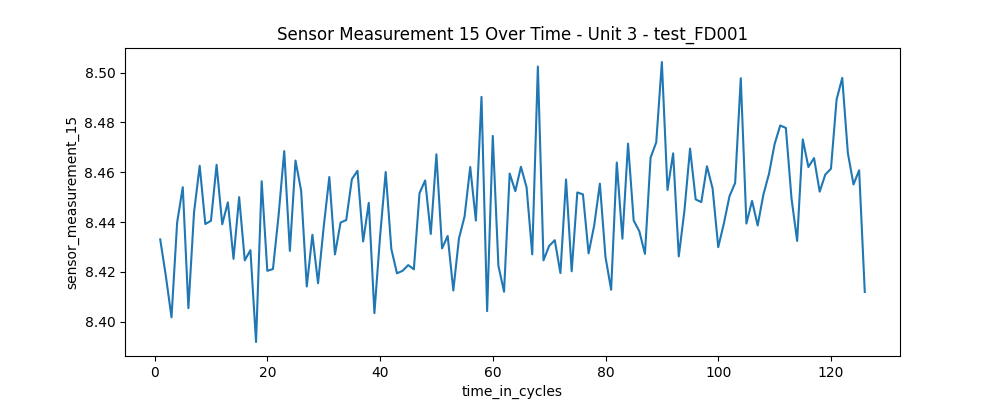 Sensor Measurement 15 Over Time - Unit 3 - test_FD001
sensor_measurement_15
8.50
8.48
8.46
8.44
8.42
8.40
0 20 40 60 80 100 120
time_in_cycles